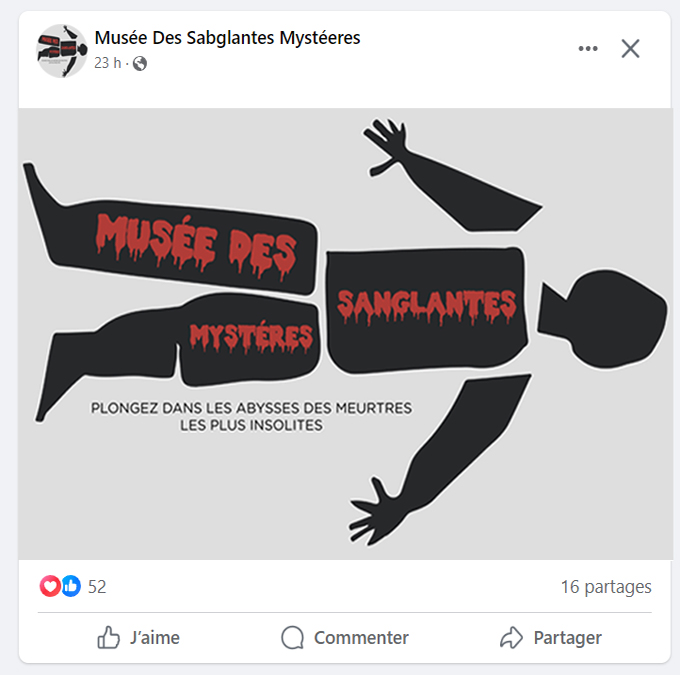 Musée Des Sabglantes Mystéeres
23 h ·
MUSÉE DES
SANGLANTES
MYSTÉRES
PLONGEZ DANS LES ABYSSES DES MEURTRES
LES PLUS INSOLITES
52
16 partages
J'aime
Commenter
Partager